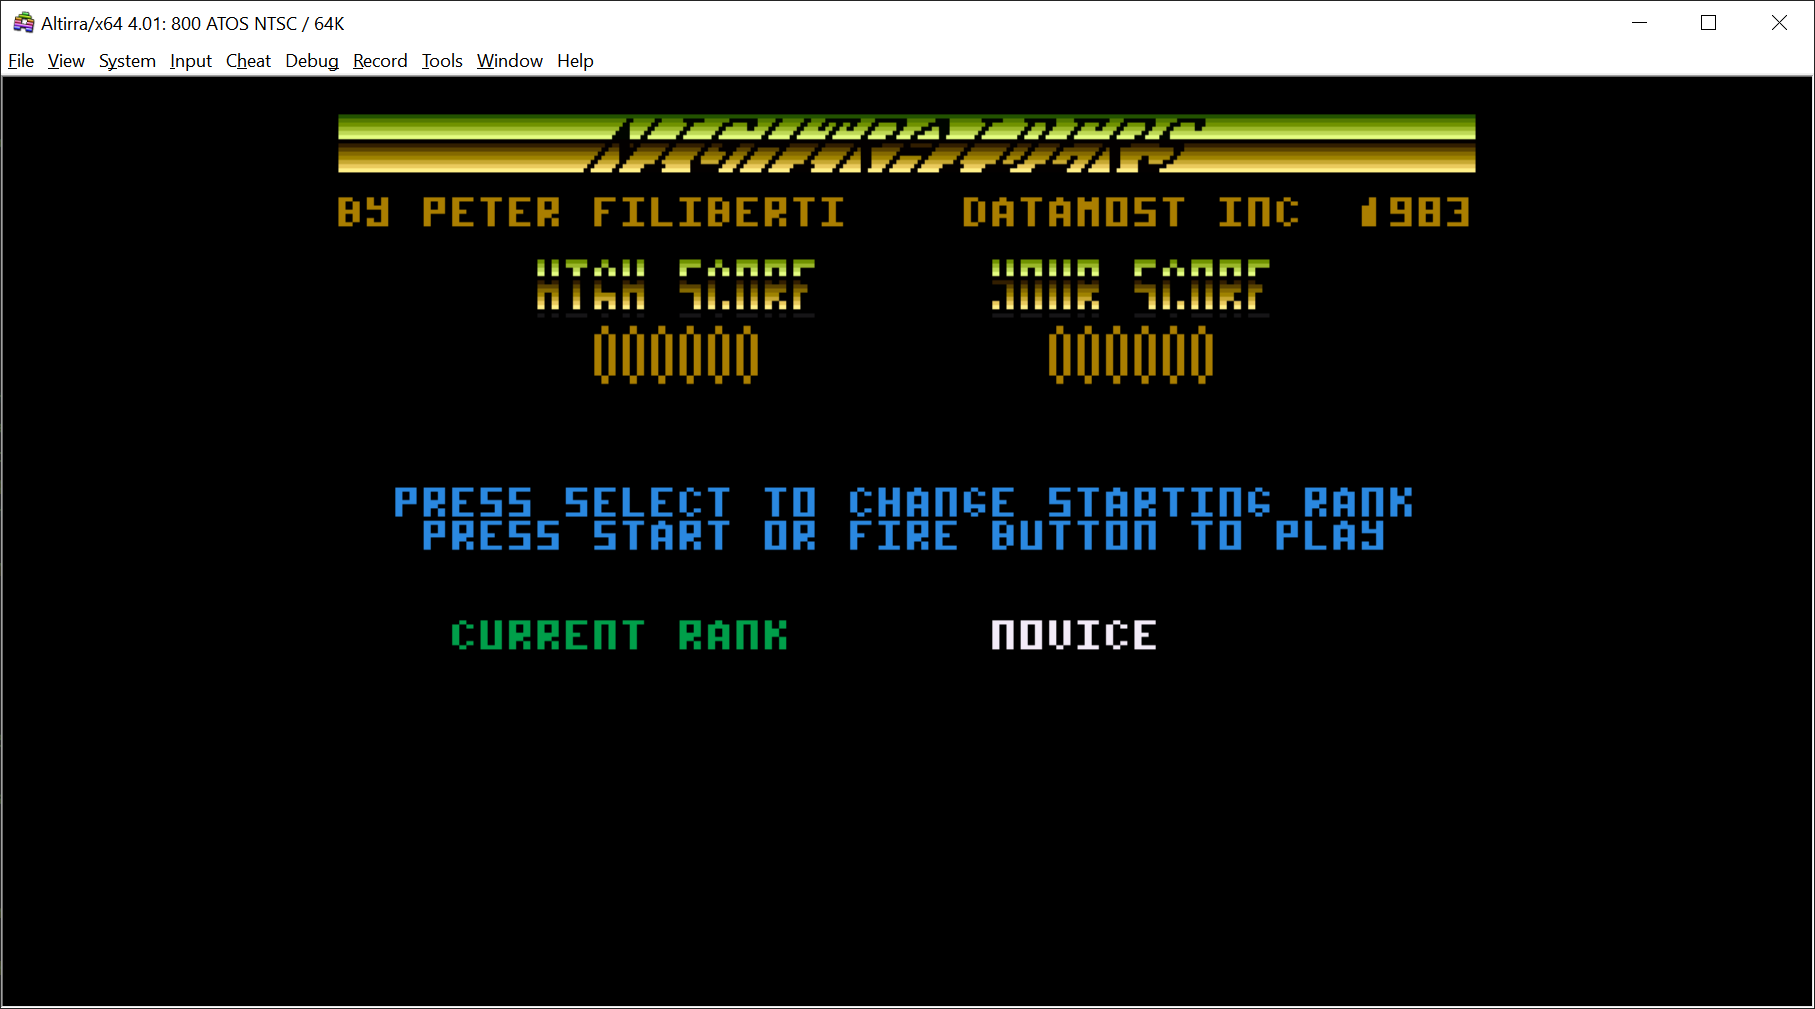 Altirra/x64 4.01: 800 ATOS NTSC / 64K
File View System Input Cheat Debug Record Tools Window Help
NIGHTRAIDERS
BY PETER FILIBERTI DATAMOST INC 1983
HIGH SCORE YOUR SCORE
000000 000000
PRESS SELECT TO CHANGE STARTING RANK
PRESS START OR FIRE BUTTON TO PLAY
CURRENT RANK NOVICE